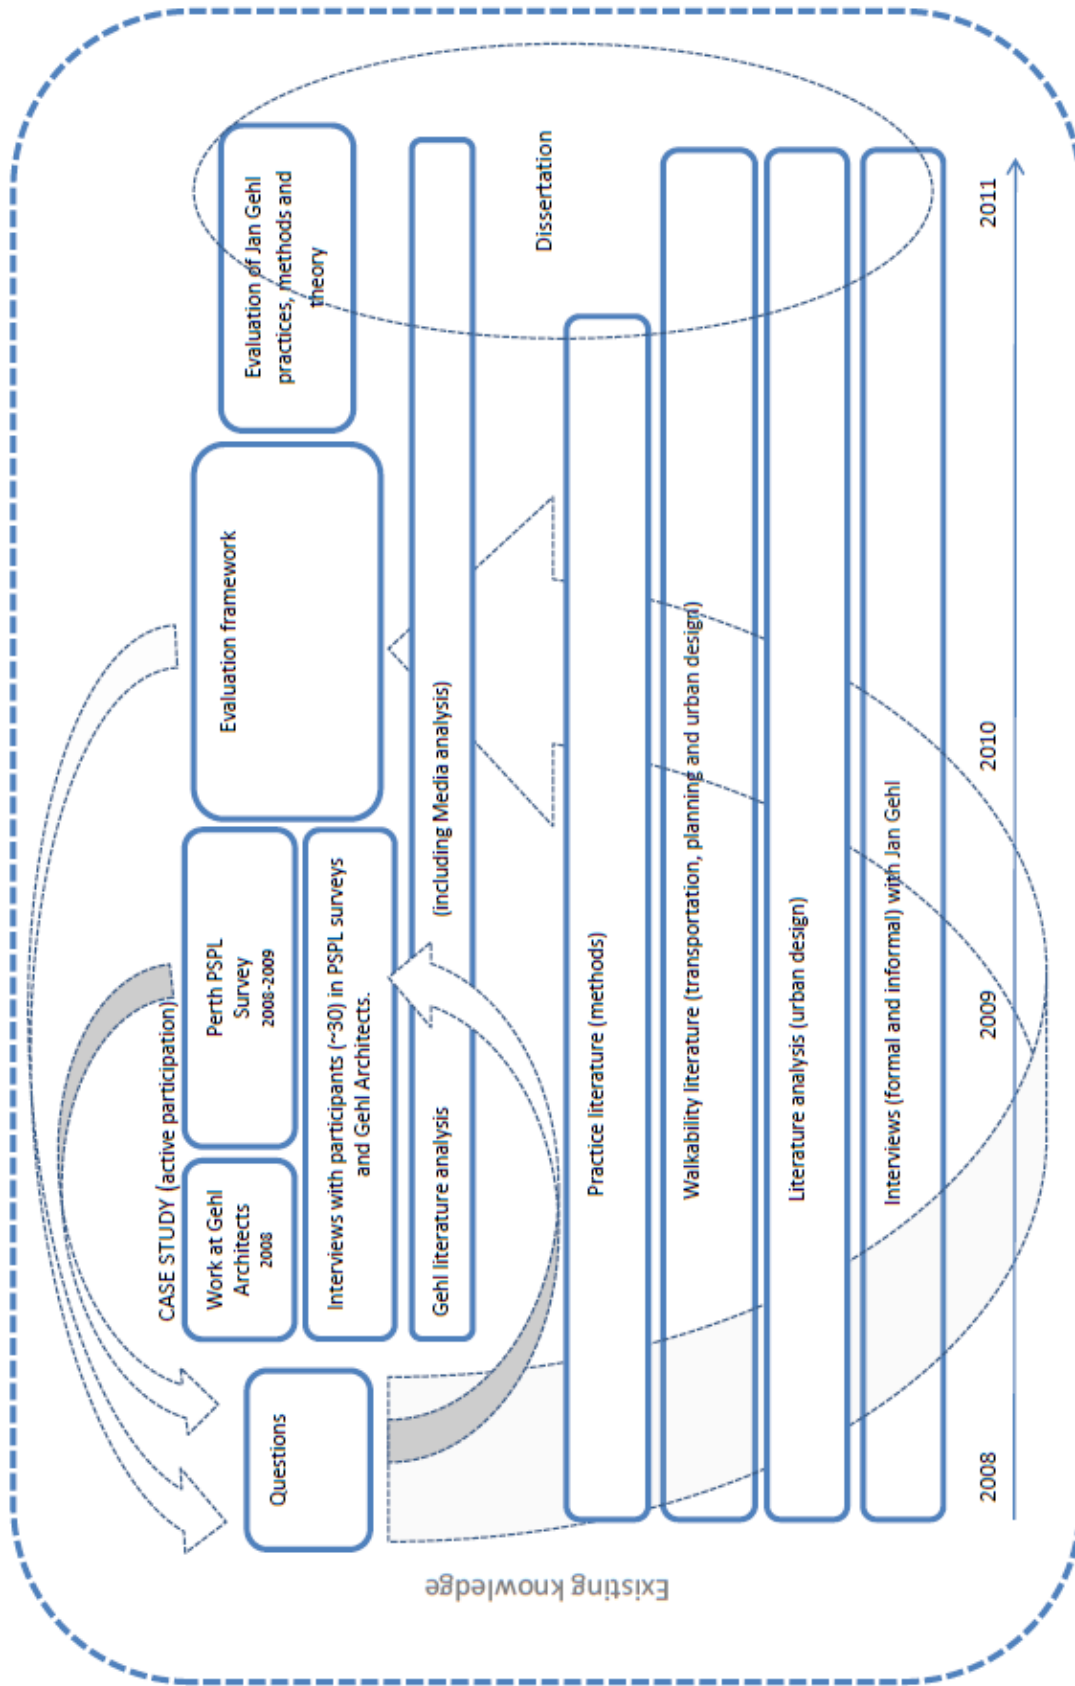 Existing knowledge
Questions
CASE STUDY (active participation)
Work at Gehl
Architects
2008
Perth PSPL
Survey
2008-2009
Interviews with participants (~30) in PSPL surveys
and Gehl Architects.
Evaluation framework
Evaluation of Jan Gehl
practices, methods and
theory
Gehl literature analysis
(including Media analysis)
Dissertation
Practice literature (methods)
Walkability literature (transportation, planning and urban design)
Literature analysis (urban design)
Interviews (formal and informal) with Jan Gehl
2008
2009
2010
2011